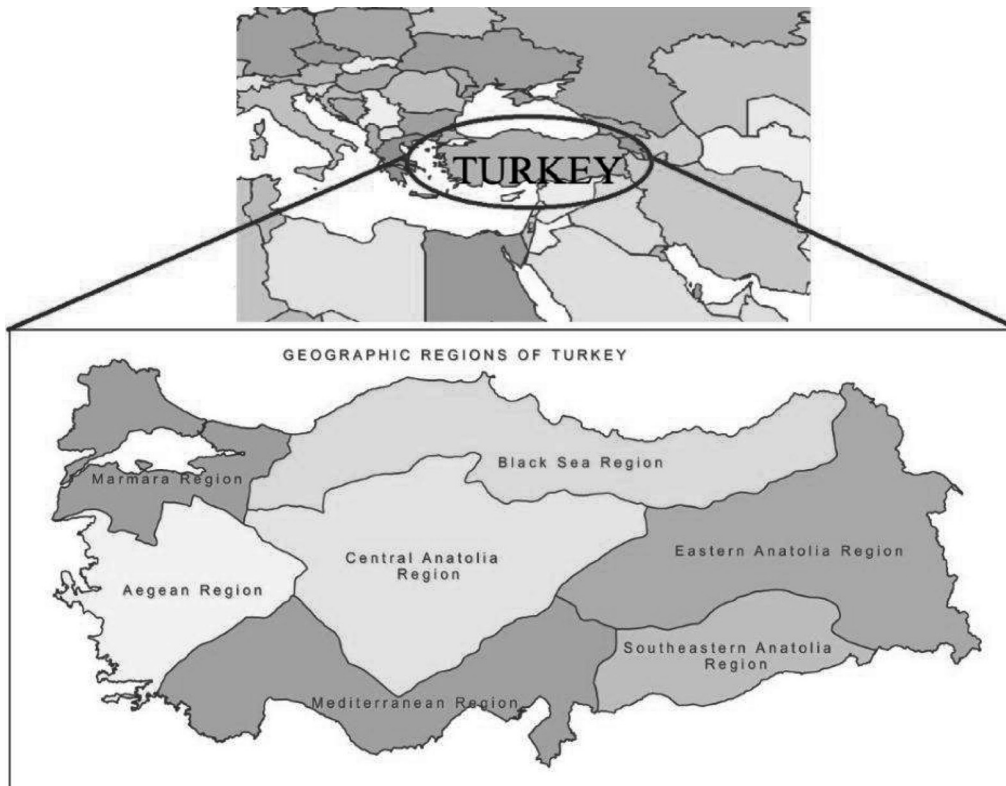 TURKEY
GEOGRAPHIC REGIONS OF TURKEY
Black Sea Region
Marmara Region
Central Anatolia
Region
Eastern Anatolia Region
Aegean Region
Southeastern Anatolia
Region
Mediterranean Region